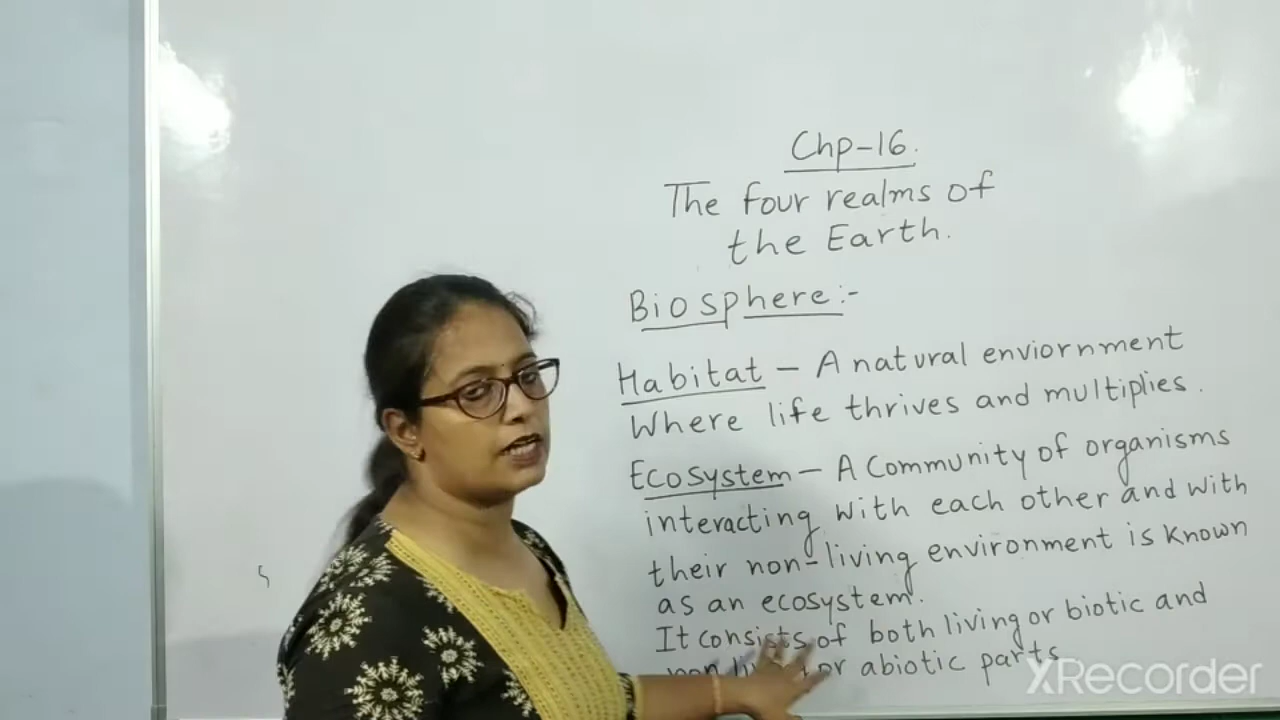 Chp-16.
The four realms of
the Earth.
Biosphere:-
Habitat - A natural enviornment
Where life thrives and multiplies.
Ecosystem - A Community of organisms
interacting with each other and with
their non-living environment is known
as an ecosystem.
It consists of both living or biotic and
non or abiotic parts
XRecorder